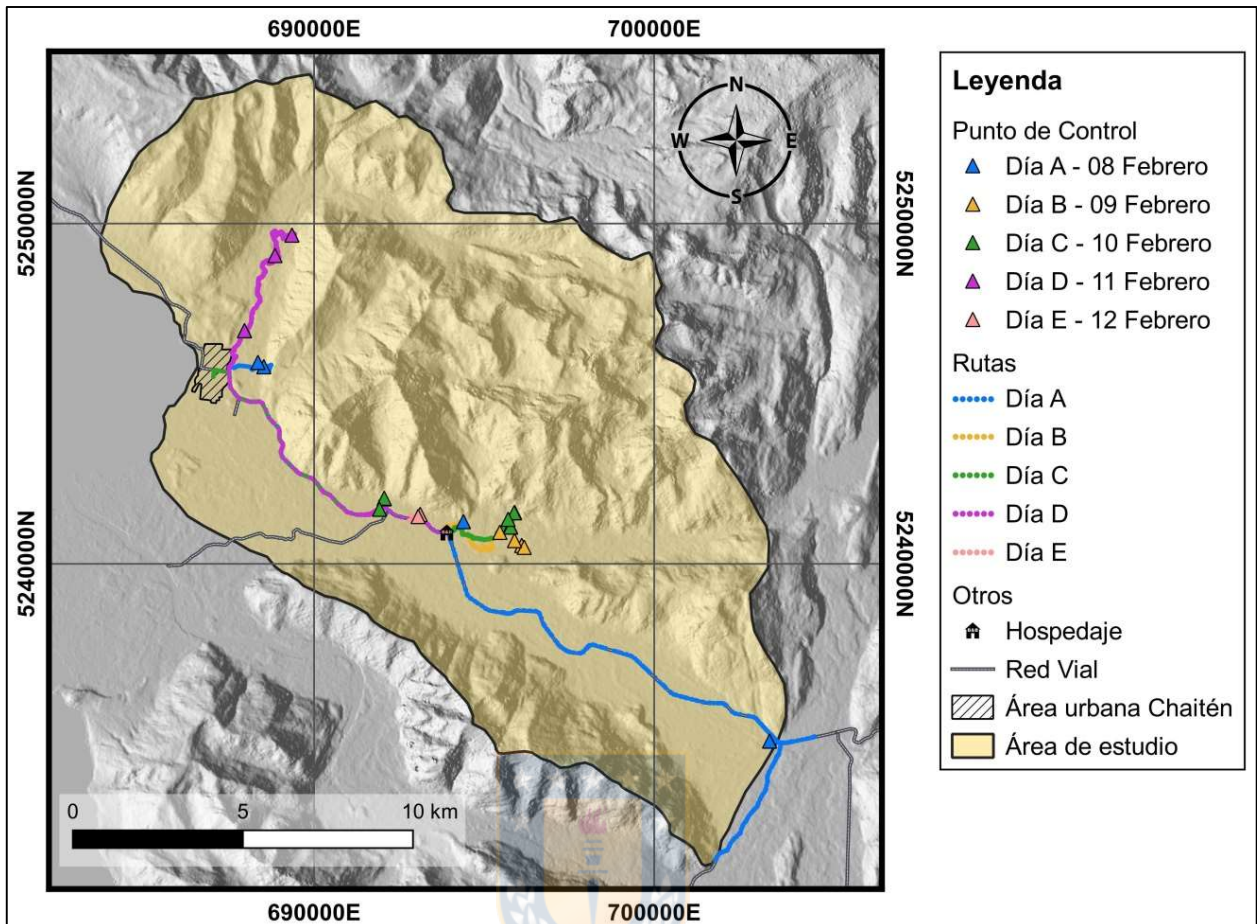 690000E
700000E
5250000N
5240000N
N
W
E
S
5250000N
5240000N
0
5
10 km
690000E
700000E
Leyenda
Punto de Control
Día A - 08 Febrero
Día B - 09 Febrero
Día C - 10 Febrero
Día D - 11 Febrero
Día E - 12 Febrero
Rutas
Día A
Día B
Día C
Día D
Día E
Otros
Hospedaje
Red Vial
Área urbana Chaitén
Área de estudio